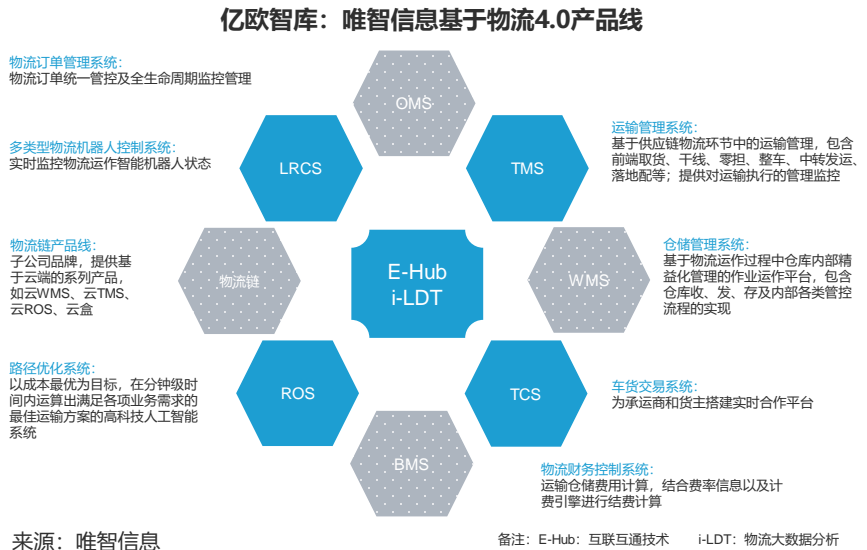 亿欧智库：唯智信息基于物流4.0产品线
物流订单管理系统：
物流订单统一管控及全生命周期监控管理
OMS
多类型物流机器人控制系统：
实时监控物流运作智能机器人状态
LRCS
TMS
运输管理系统：
基于供应链物流环节中的运输管理，包含
前端取货、干线、零担、整车、中转发运、
落地配等；提供对运输执行的管理监控
物流链产品线：
子公司品牌，提供基
于云端的系列产品，
如云WMS、云TMS、
云ROS、云盒
物流链
E-Hub
i-LDT
WMS
仓储管理系统：
基于物流运作过程中仓库内部精
益化管理的作业运作平台，包含
仓库收、发、存及内部各类管控
流程的实现
路径优化系统：
以成本最优为目标，在分钟级时
间内运算出满足各项业务需求的
最佳运输方案的高科技人工智能
系统
ROS
TCS
车货交易系统：
为承运商和货主搭建实时合作平台
BMS
物流财务控制系统：
运输仓储费用计算，结合费率信息以及计
费引擎进行结费计算
来源：唯智信息
备注：E-Hub：互联互通技术 i-LDT：物流大数据分析